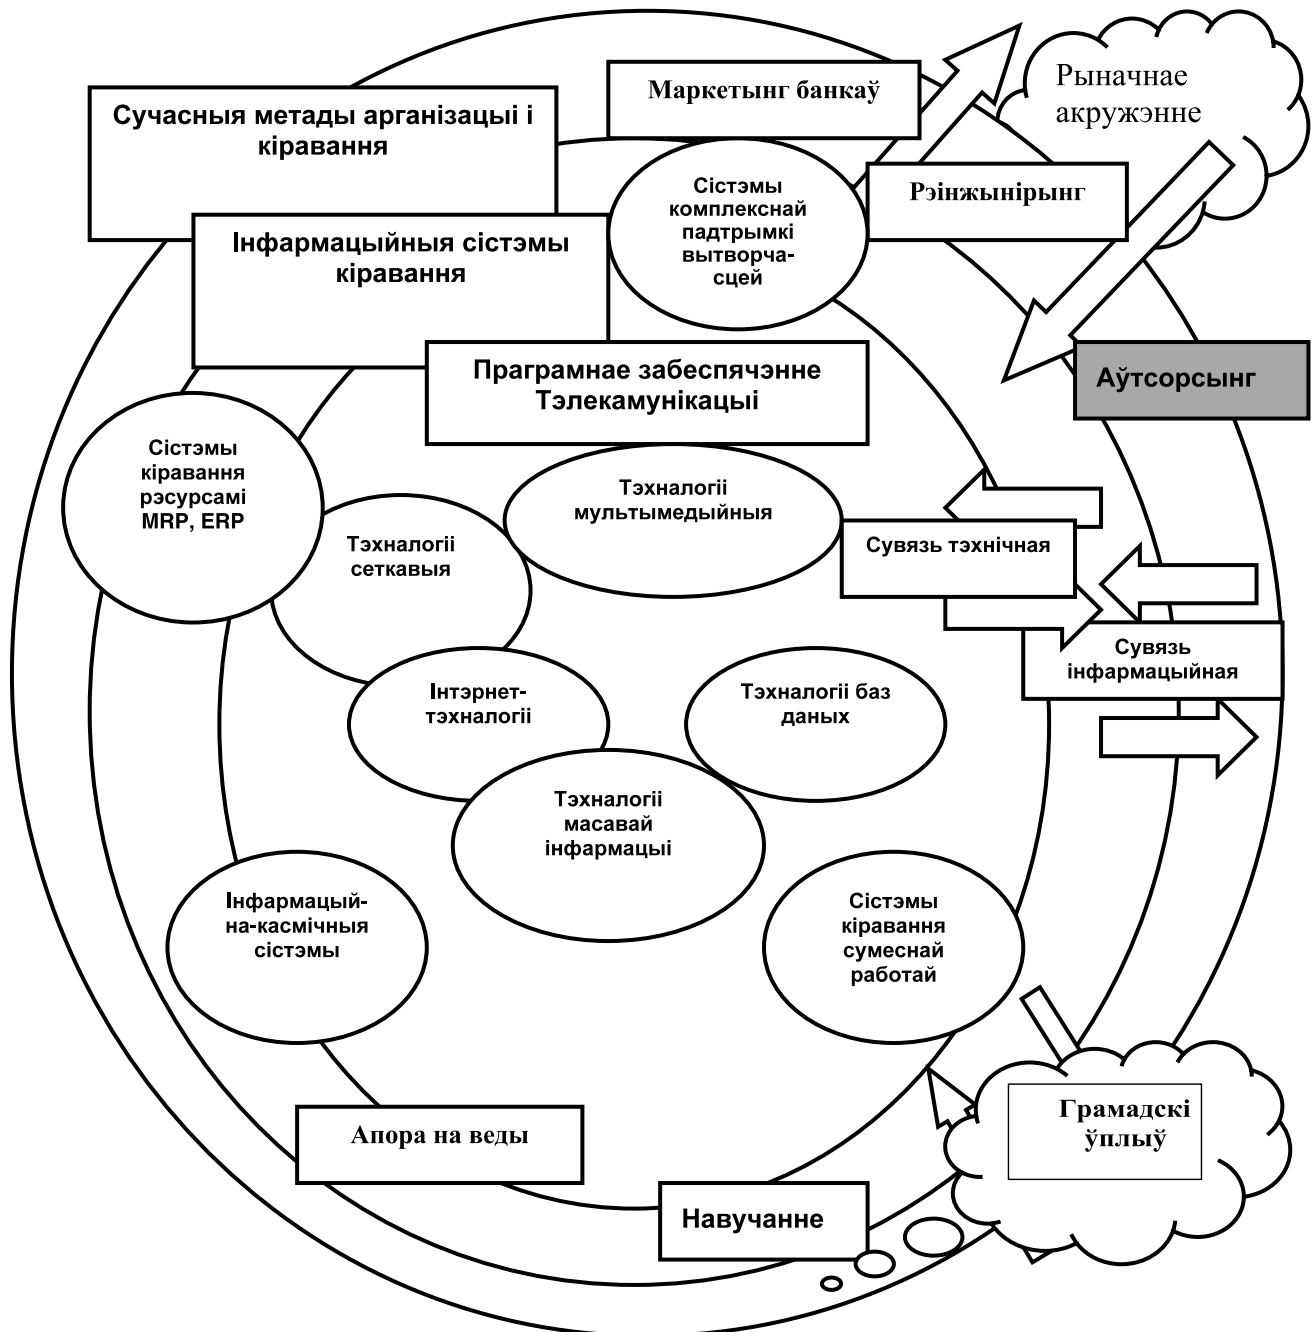 Маркетынг банкаў
Рыначнае
акружэнне
Сучасныя метады арганізацыі і
кіравання
Сістэмы
комплекснай
падтрымкі
вытворча-
сцей
Рэінжынірынг
Інфармацыйныя сістэмы
кіравання
Праграмнае забеспячэнне
Тэлекамунікацыі
Аўтсорсынг
Сістэмы
кіравання
рэсурсамі
MRP, ERP
Тэхналогіі
мультымедыйныя
Тэхналогіі
сеткавыя
Сувязь тэхнічная
Сувязь
інфармацыйная
Інтэрнет-
тэхналогіі
Тэхналогіі баз
даных
Тэхналогіі
масавай
інфармацыі
Інфармацый-
на-касмічныя
сістэмы
Сістэмы
кіравання
сумеснай
работай
Грамадскі
ўплыў
Апора на веды
Навучанне